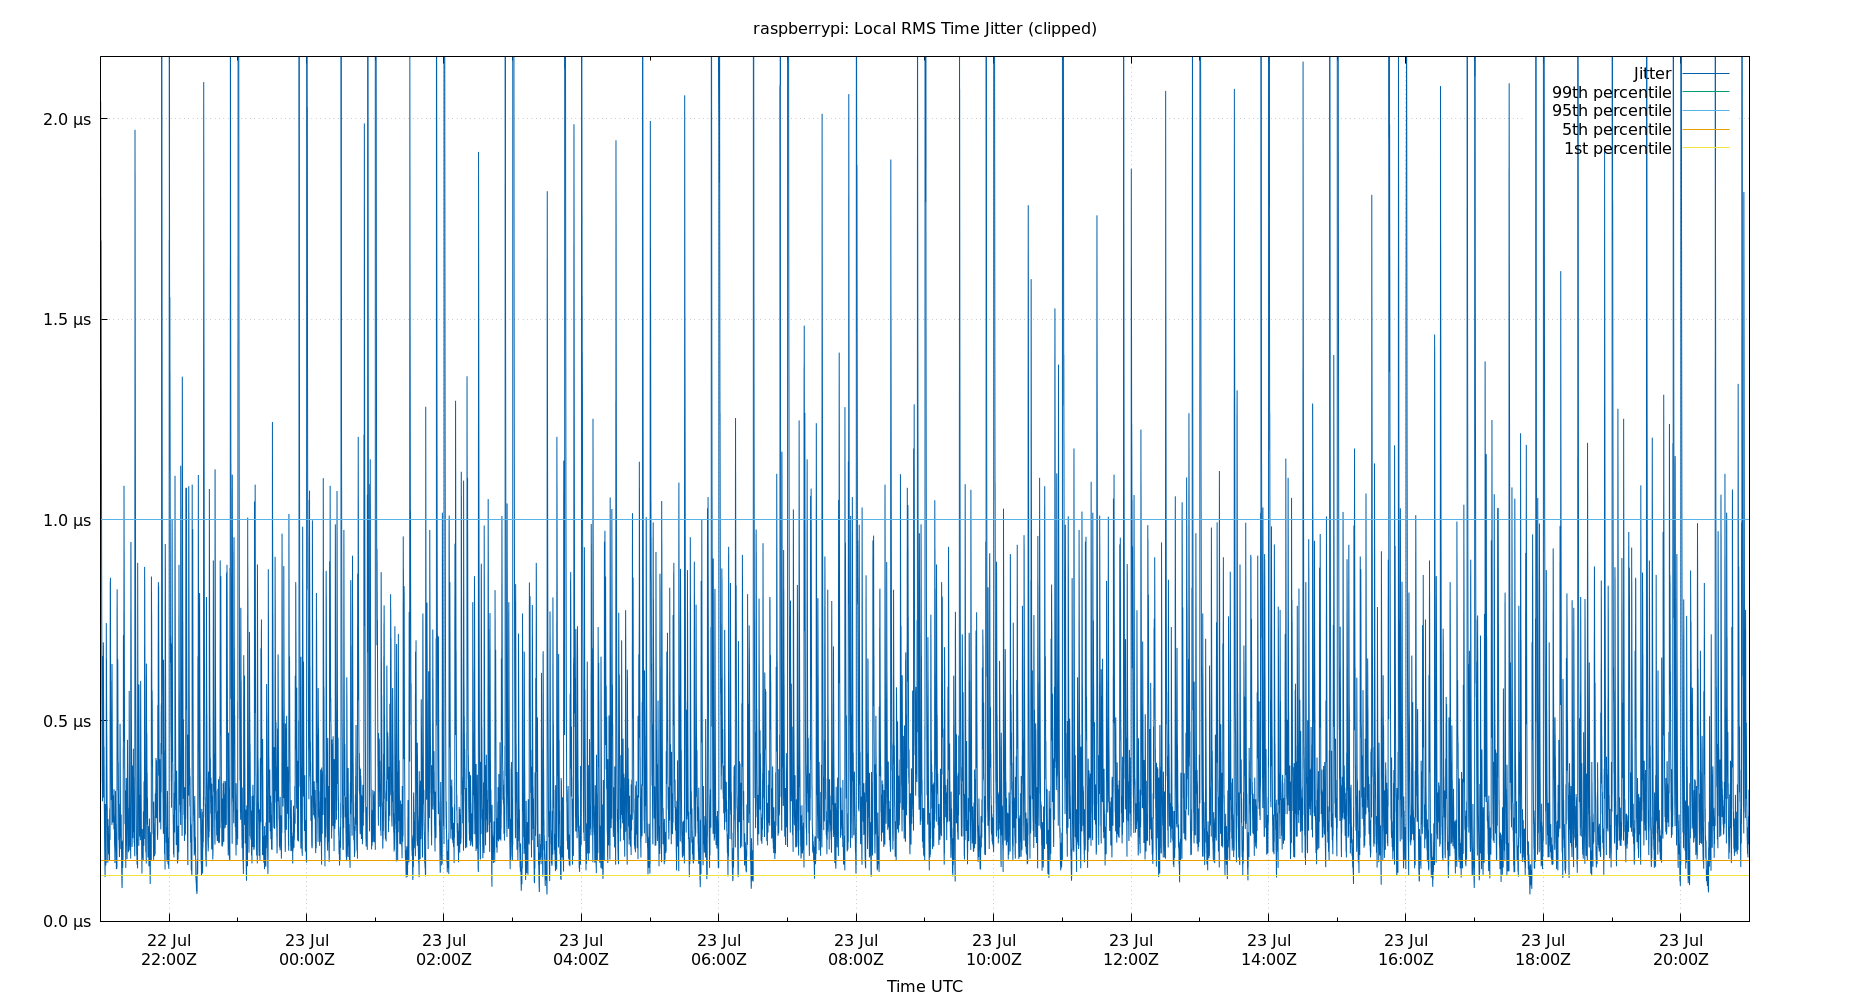 raspberrypi: Local RMS Time Jitter (clipped)
Jitter
99th percentile
95th percentile
5th percentile
1st percentile
2.0 µs
1.5 µs
1.0 µs
0.5 µs
0.0 µs
22 Jul 23 Jul 23 Jul 23 Jul 23 Jul 23 Jul 23 Jul 23 Jul 23 Jul 23 Jul 23 Jul 23 Jul
22:00Z 00:00Z 02:00Z 04:00Z 06:00Z 08:00Z 10:00Z 12:00Z 14:00Z 16:00Z 18:00Z 20:00Z
Time UTC